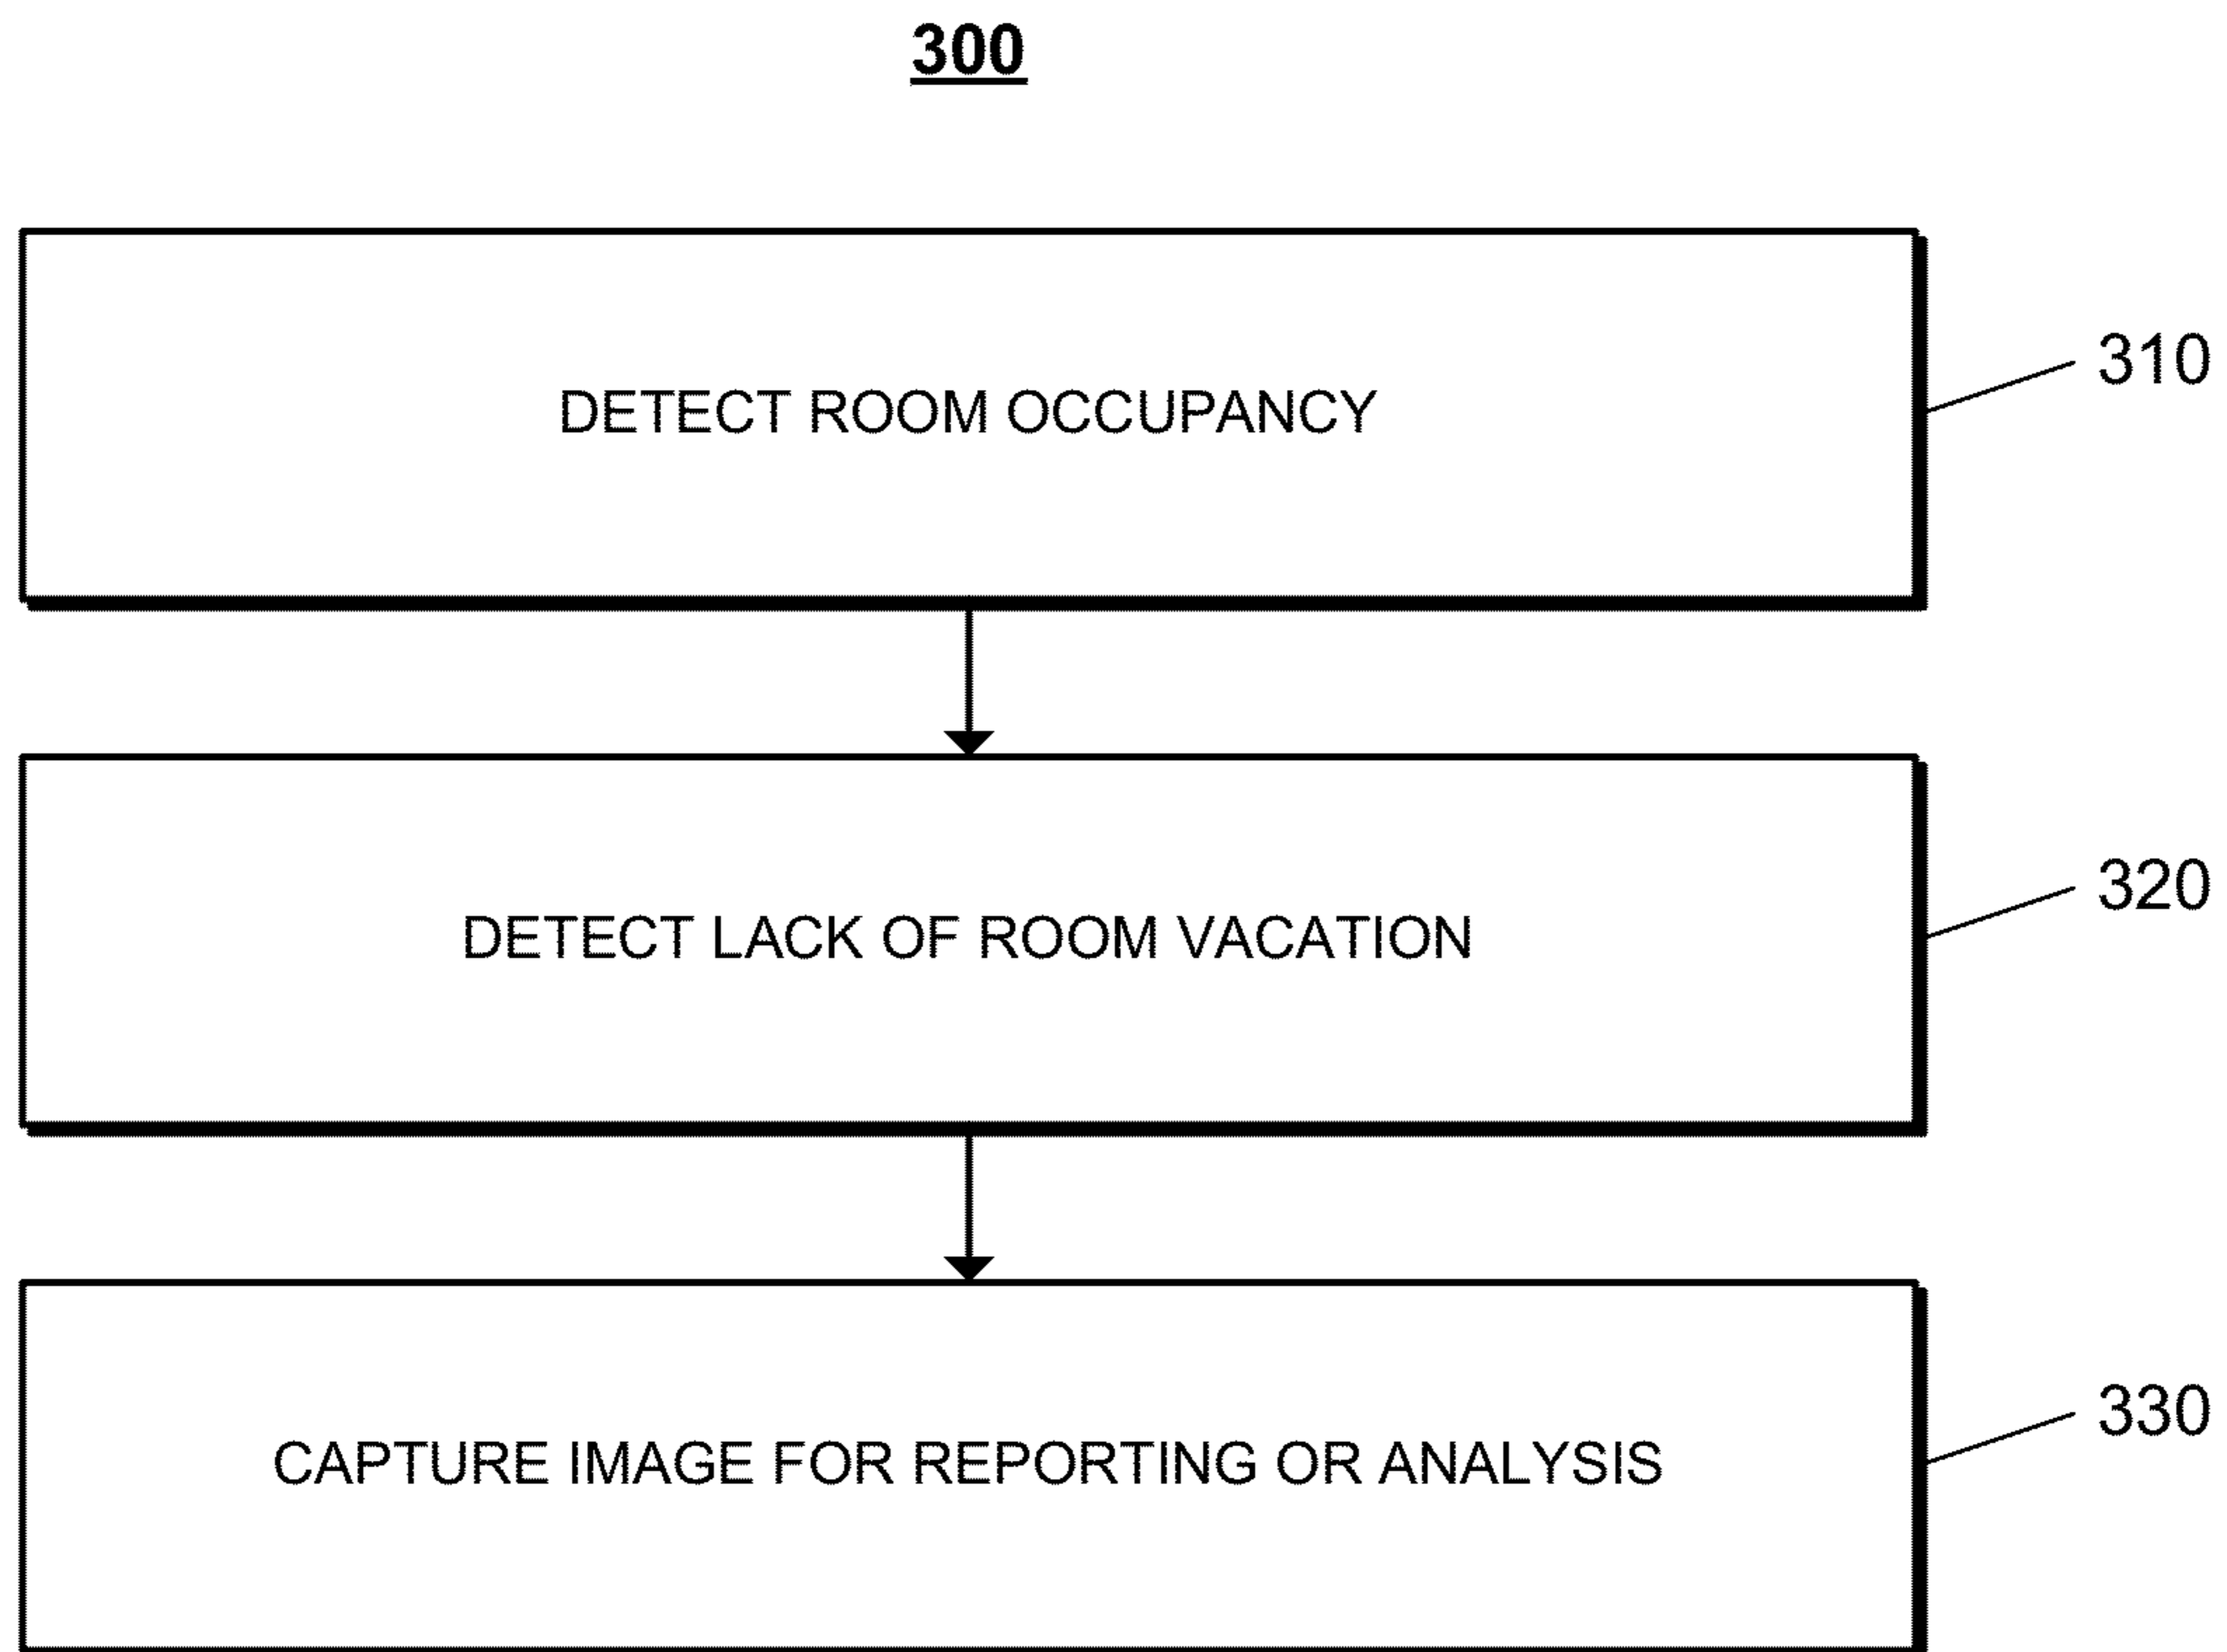 300
DETECT ROOM OCCUPANCY
310
DETECT LACK OF ROOM VACATION
320
CAPTURE IMAGE FOR REPORTING OR ANALYSIS
330